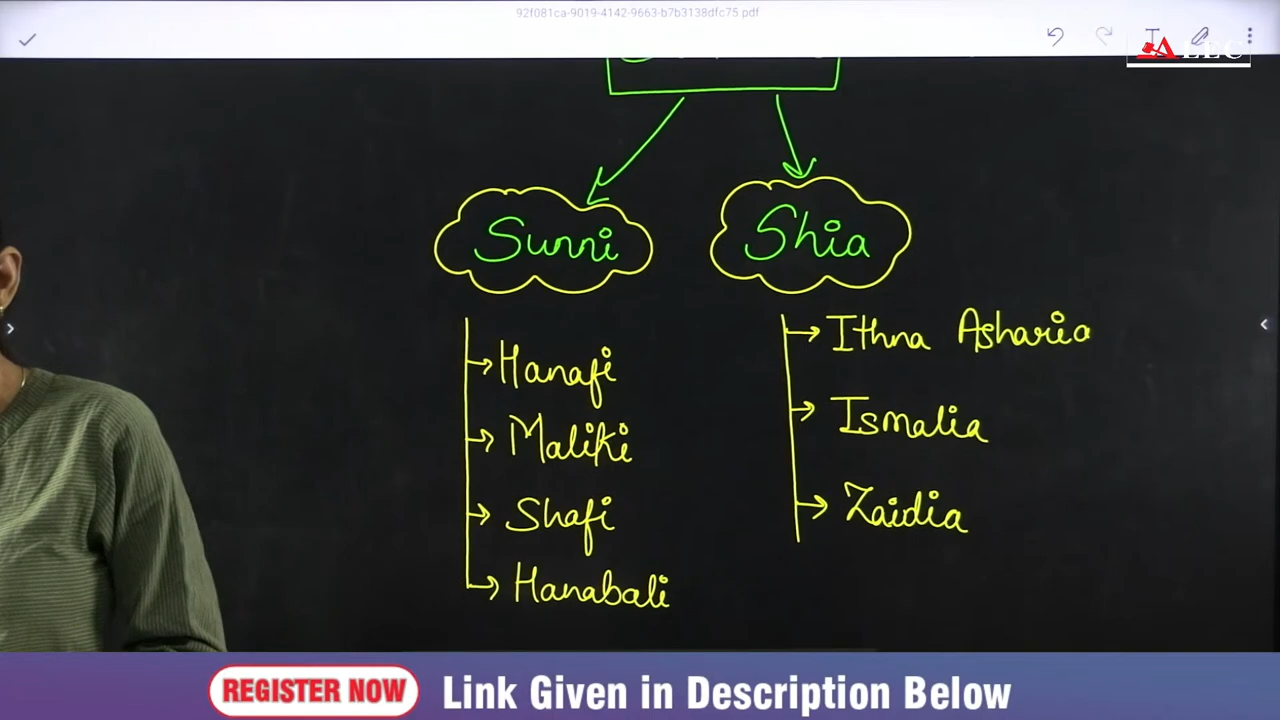 92f081ca-9019-4142-9663-b7b3138dfc75.pdf
ALEC
Sunni
Shia
Hanafi
Maliki
Shafi
Hanabali
Ithna Asharia
Ismalia
Zaidia
REGISTER NOW
Link Given in Description Below